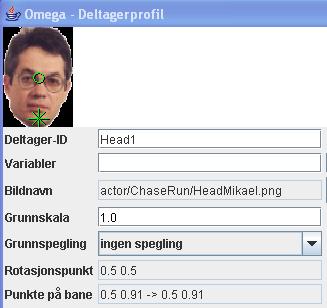 Omega - Deltagerprofil
Deltager-ID Head1
Variabler
Bildnavn actor/ChaseRun/HeadMikael.png
Grunnskala 1.0
Grunnspegling ingen spegling
Rotasjonspunkt 0.5 0.5
Punkte på bane 0.5 0.91 -> 0.5 0.91